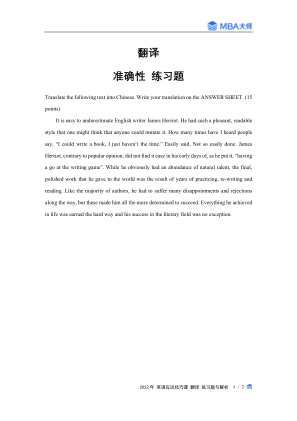 MBA大师
翻译
准确性 练习题
Translate the following text into Chinese. Write your translation on the ANSWER SHEET. (15
points)
It is easy to underestimate English writer James Herriot. He had such a pleasant, readable
style that one might think that anyone could imitate it. How many times have I heard people
say, “I could write a book, I just haven’t the time.” Easily said. Not so easily done. James
Herriot, contrary to popular opinion, did not find it easy in his early days of, as he put it, “having
a go at the writing game”. While he obviously had an abundance of natural talent, the final,
polished work that he gave to the world was the result of years of practicing, re-writing and
reading. Like the majority of authors, he had to suffer many disappointments and rejections
along the way, but these made him all the more determined to succeed. Everything he achieved
in life was earned the hard way and his success in the literary field was no exception.
2022年 英语应试技巧课 翻译 练习题与解析 1 / 7